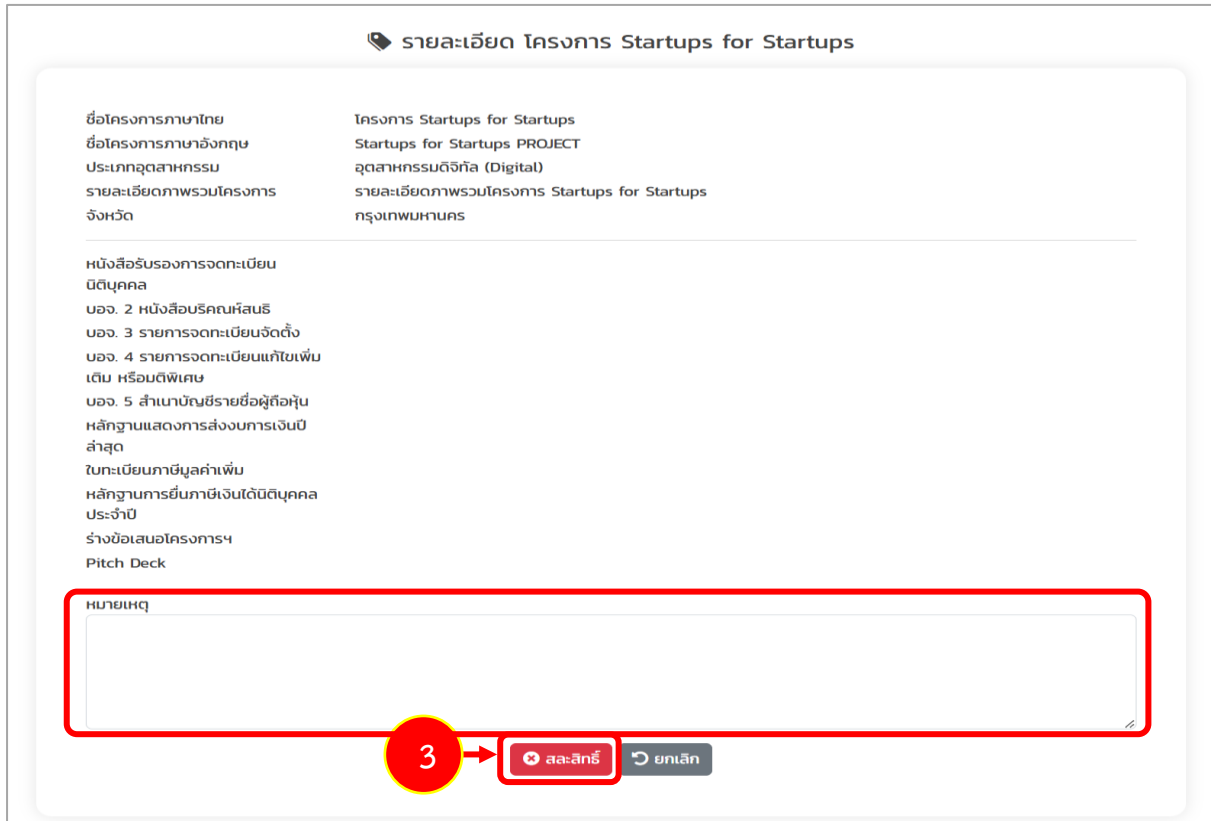 รายละเอียด โครงการ Startups for Startups
ชื่อโครงการภาษาไทย โครงการ Startups for Startups
ชื่อโครงการภาษาอังกฤษ Startups for Startups PROJECT
ประเภทอุตสาหกรรม อุตสาหกรรมดิจิทัล (Digital)
รายละเอียดภาพรวมโครงการ รายละเอียดภาพรวมโครงการ Startups for Startups
จังหวัด กรุงเทพมหานคร
หนังสือรับรองการจดทะเบียน
นิติบุคคล
บอจ. 2 หนังสือบริคณห์สนธิ
บอจ. 3 รายการจดทะเบียนจัดตั้ง
บอจ. 4 รายการจดทะเบียนแก้ไขเพิ่ม
เติม หรือมติพิเศษ
บอจ. 5 สำเนาบัญชีรายชื่อผู้ถือหุ้น
หลักฐานแสดงการส่งงบการเงินปี
ล่าสุด
ใบทะเบียนภาษีมูลค่าเพิ่ม
หลักฐานการยื่นภาษีเงินได้นิติบุคคล
ประจำปี
ร่างข้อเสนอโครงการฯ
Pitch Deck
หมายเหตุ
3 สละสิทธิ์ ยกเลิก